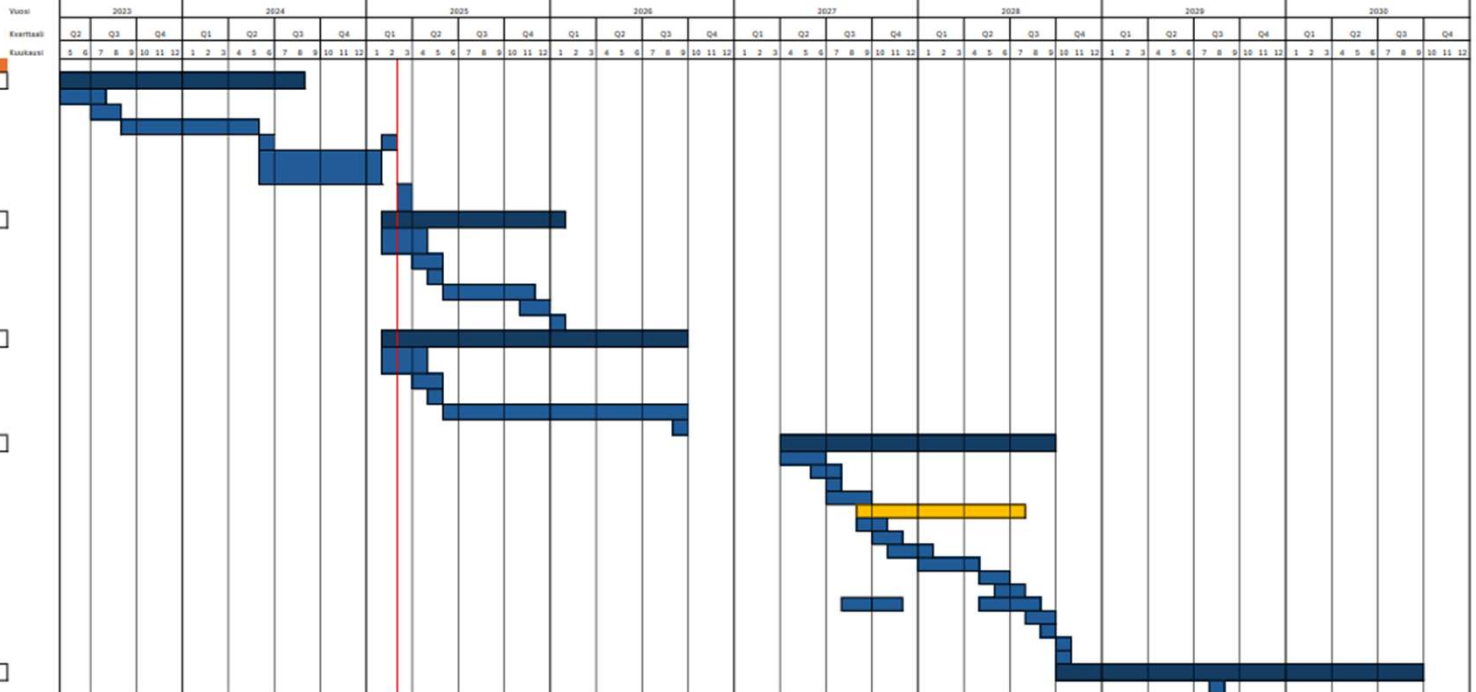 Vuosi 2023 2024 2025 2026 2027 2028 2029 2030
Kvarttaali Q2 Q3 Q4 Q1 Q2 Q3 Q4 Q1 Q2 Q3 Q4 Q1 Q2 Q3 Q4 Q1 Q2 Q3 Q4 Q1 Q2 Q3 Q4 Q1 Q2 Q3 Q4 Q1 Q2 Q3 Q4
Kuukausi 5 6 7 8 9 10 11 12 1 2 3 4 5 6 7 8 9 10 11 12 1 2 3 4 5 6 7 8 9 10 11 12 1 2 3 4 5 6 7 8 9 10 11 12 1 2 3 4 5 6 7 8 9 10 11 12 1 2 3 4 5 6 7 8 9 10 11 12 1 2 3 4 5 6 7 8 9 10 11 12 1 2 3 4 5 6 7 8 9 10 11 12